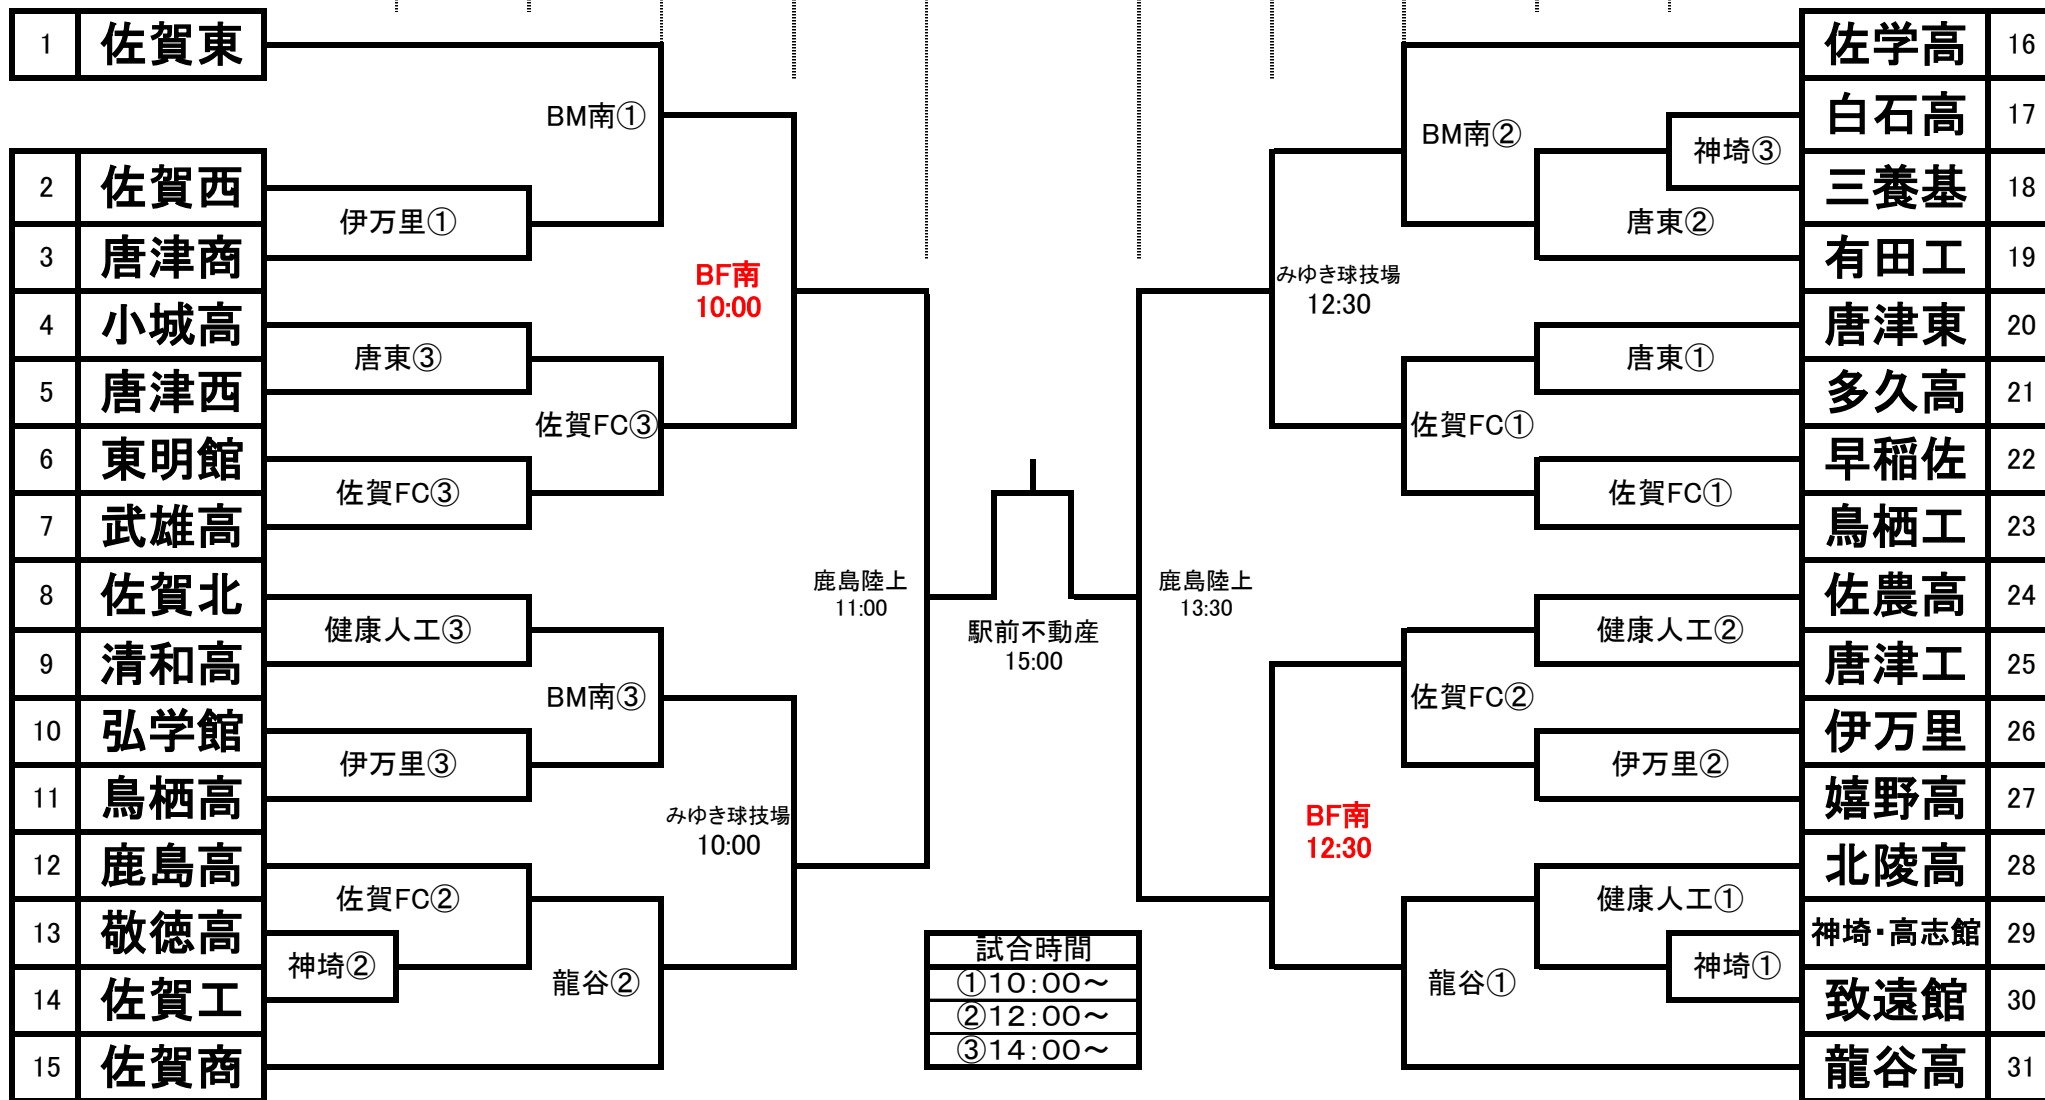 1 佐賀東
2 佐賀西
3 唐津商
4 小城高
5 唐津西
6 東明館
7 武雄高
8 佐賀北
9 清和高
10 弘学館
11 鳥栖高
12 鹿島高
13 敬徳高
14 佐賀工
15 佐賀商
伊万里①
唐東③
佐賀FC③
健康人工③
伊万里③
佐賀FC②
神埼②
BM南①
佐賀FC③
BM南③
龍谷②
BF南
10:00
みゆき球技場
10:00
鹿島陸上
11:00
駅前不動産
15:00
鹿島陸上
13:30
試合時間
①10:00～
②12:00～
③14:00～
みゆき球技場
12:30
BF南
12:30
BM南②
佐賀FC①
佐賀FC②
龍谷①
神埼③
唐東②
唐東①
佐賀FC①
健康人工②
伊万里②
健康人工①
神埼①
佐学高 16
白石高 17
三養基 18
有田工 19
唐津東 20
多久高 21
早稲佐 22
鳥栖工 23
佐農高 24
唐津工 25
伊万里 26
嬉野高 27
北陵高 28
神埼・高志館 29
致遠館 30
龍谷高 31